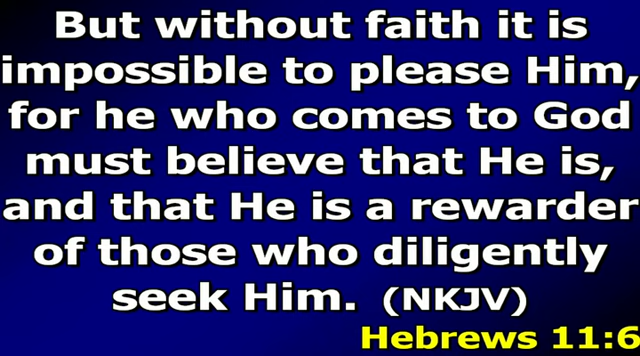 But without faith it is
impossible to please Him,
for he who comes to God
must believe that He is,
and that He is a rewarder
of those who diligently
seek Him. (NKJV)
Hebrews 11:6